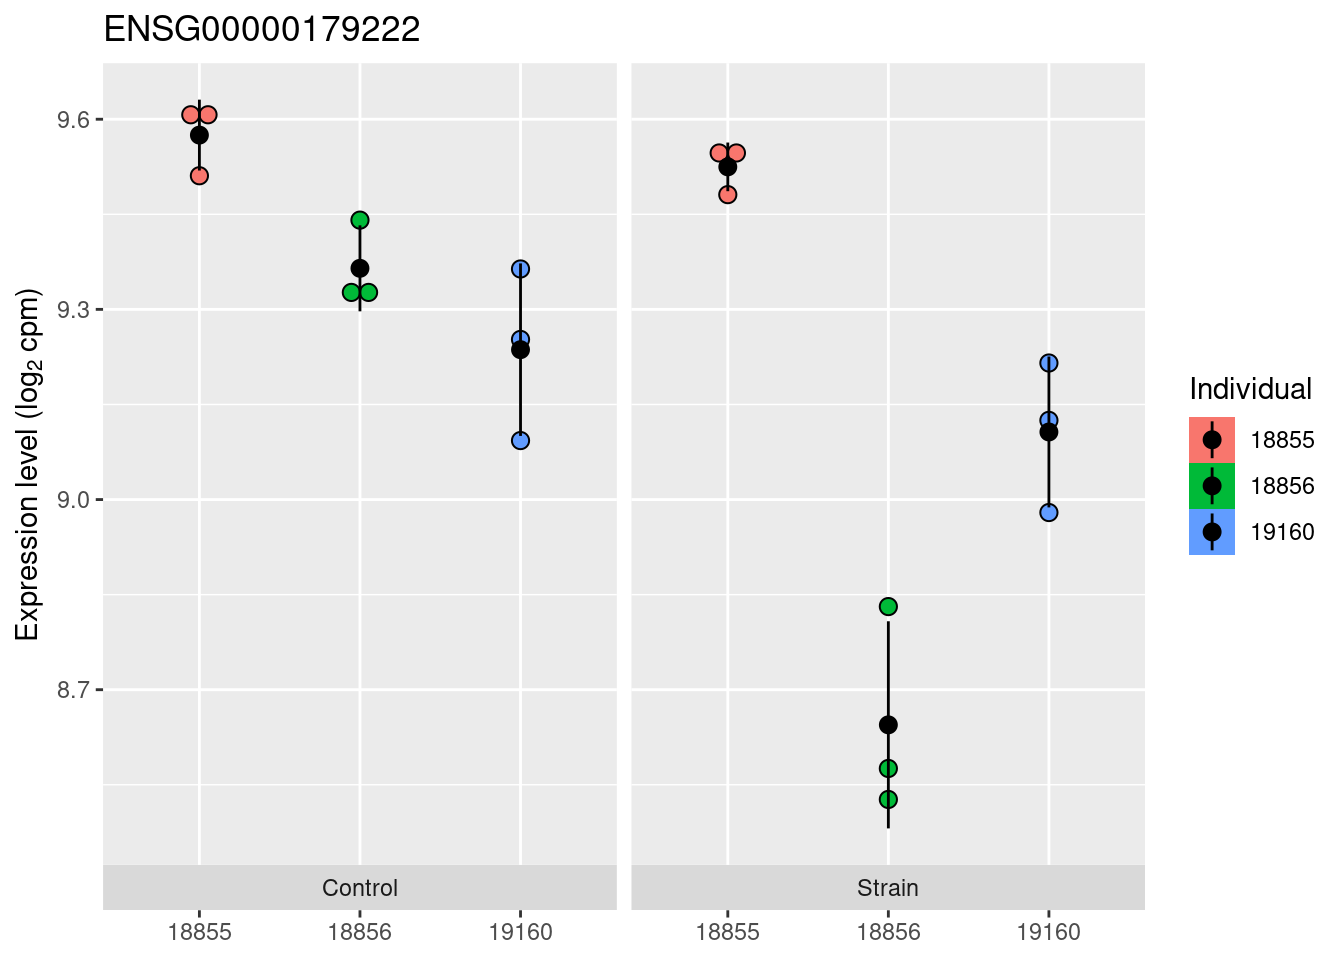 ENSG00000179222
Expression level (log2 cpm)
9.6
9.3
9.0
8.7
Control
Strain
18855
18856
19160
18855
18856
19160
Individual
18855
18856
19160